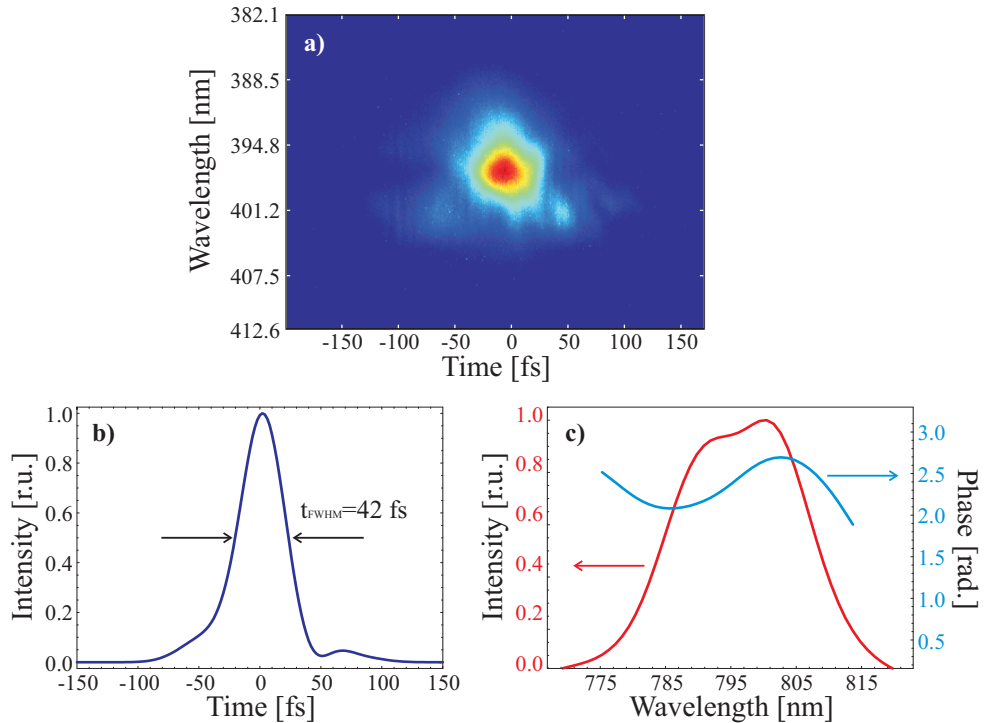 a)
Wavelength [nm]
382.1
388.5
394.8
401.2
407.5
412.6
-150 -100 -50 0 50 100 150
Time [fs]
b)
Intensity [r.u.]
1.0
0.8
0.6
0.4
0.2
0.0
tFWHM=42 fs
-150 -100 -50 0 50 100 150
Time [fs]
c)
Intensity [r.u.]
1.0
0.8
0.6
0.4
0.2
0.0
3.0
2.5
2.0
1.5
1.0
0.5
Phase [rad.]
775 785 795 805 815
Wavelength [nm]